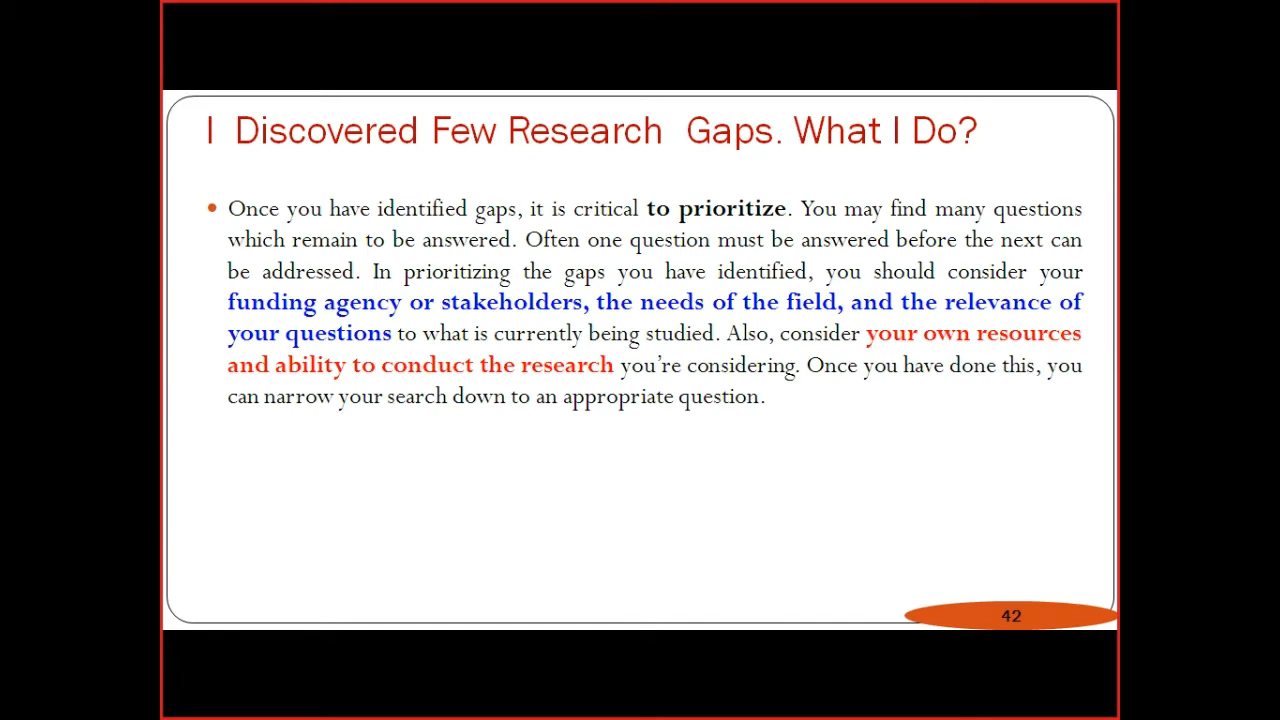 I Discovered Few Research Gaps. What I Do?
• Once you have identified gaps, it is critical to prioritize. You may find many questions
which remain to be answered. Often one question must be answered before the next can
be addressed. In prioritizing the gaps you have identified, you should consider your
funding agency or stakeholders, the needs of the field, and the relevance of
your questions to what is currently being studied. Also, consider your own resources
and ability to conduct the research you’re considering. Once you have done this, you
can narrow your search down to an appropriate question.
42